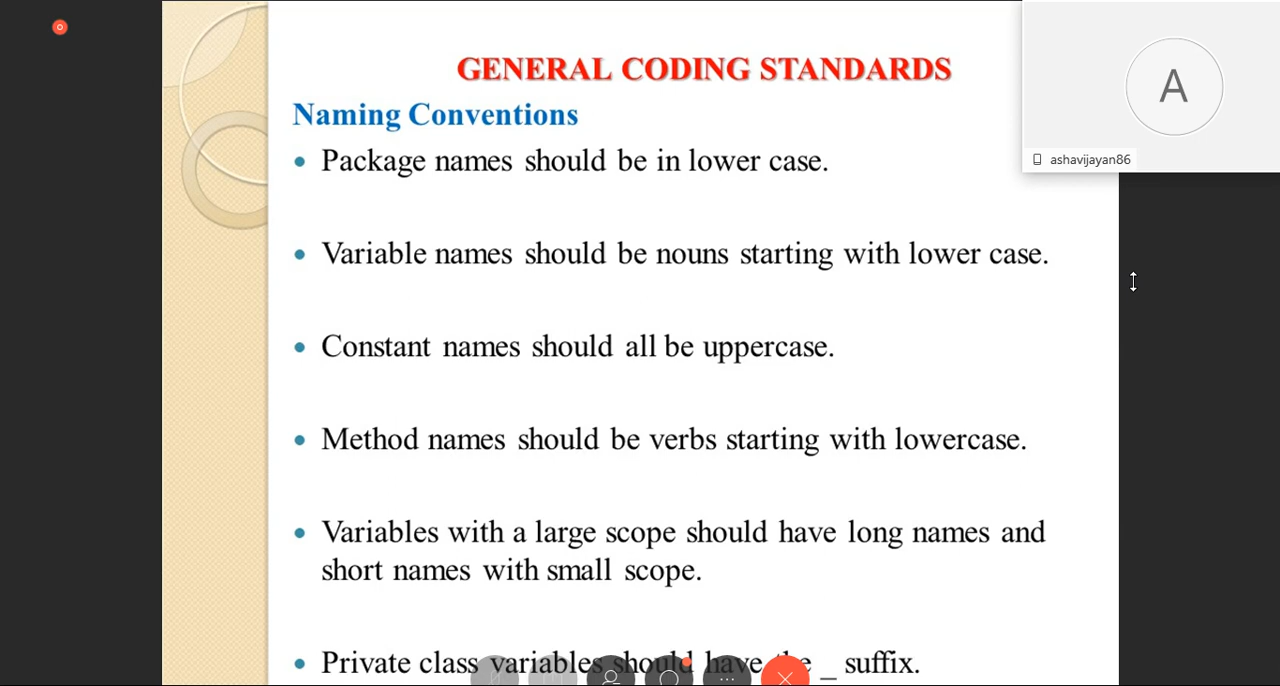 GENERAL CODING STANDARDS
A
ashavijayan86
Naming Conventions
• Package names should be in lower case.
• Variable names should be nouns starting with lower case.
• Constant names should all be uppercase.
• Method names should be verbs starting with lowercase.
• Variables with a large scope should have long names and
short names with small scope.
• Private class variables should have the _ suffix.